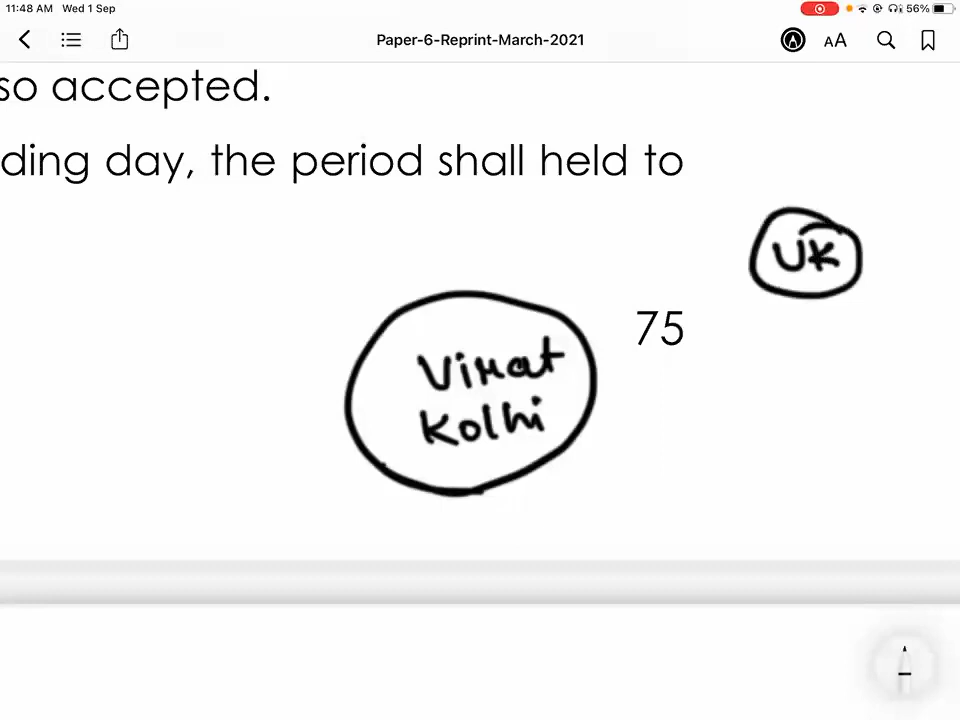 11:48 AM Wed 1 Sep 56%
Paper-6-Reprint-March-2021 AA
so accepted.
ding day, the period shall held to
UK
75
Virat
Kolhi